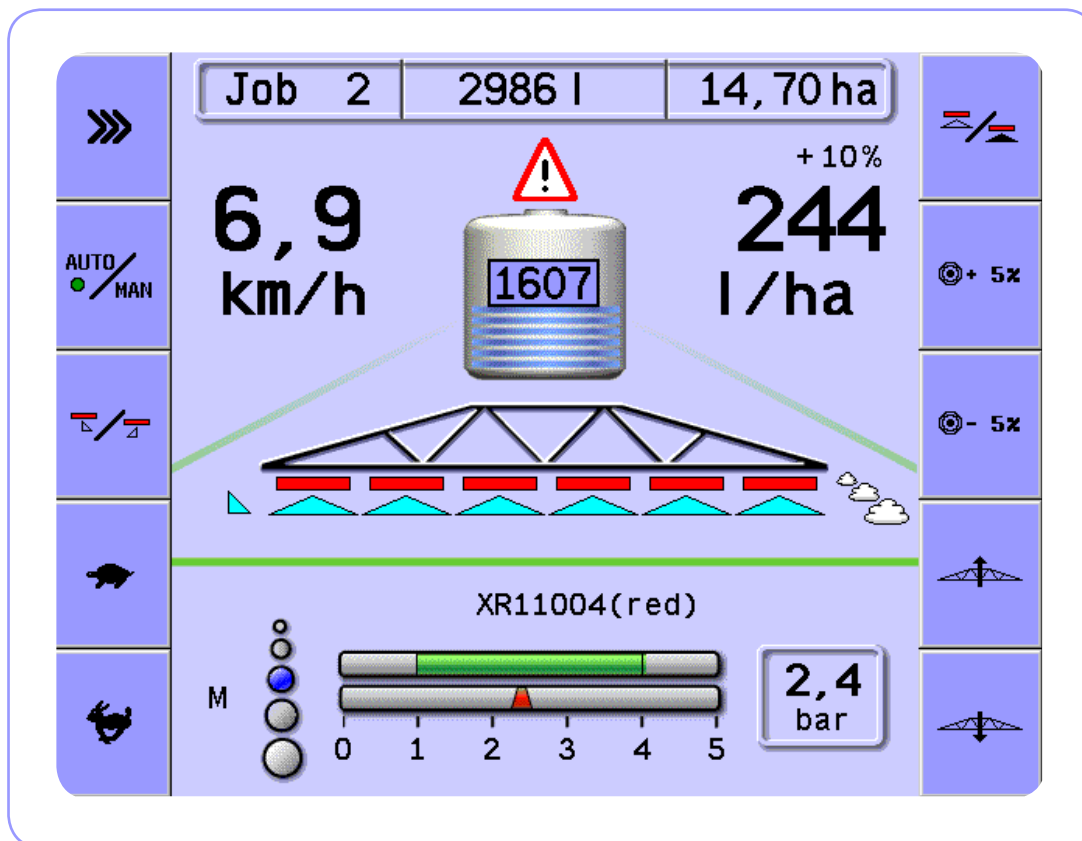 Job 2 2986 l 14,70 ha
+10%
6,9 244
km/h l/ha
1607
AUTO
MAN
+ 5%
- 5%
XR11004(red)
M
2,4
bar
0 1 2 3 4 5